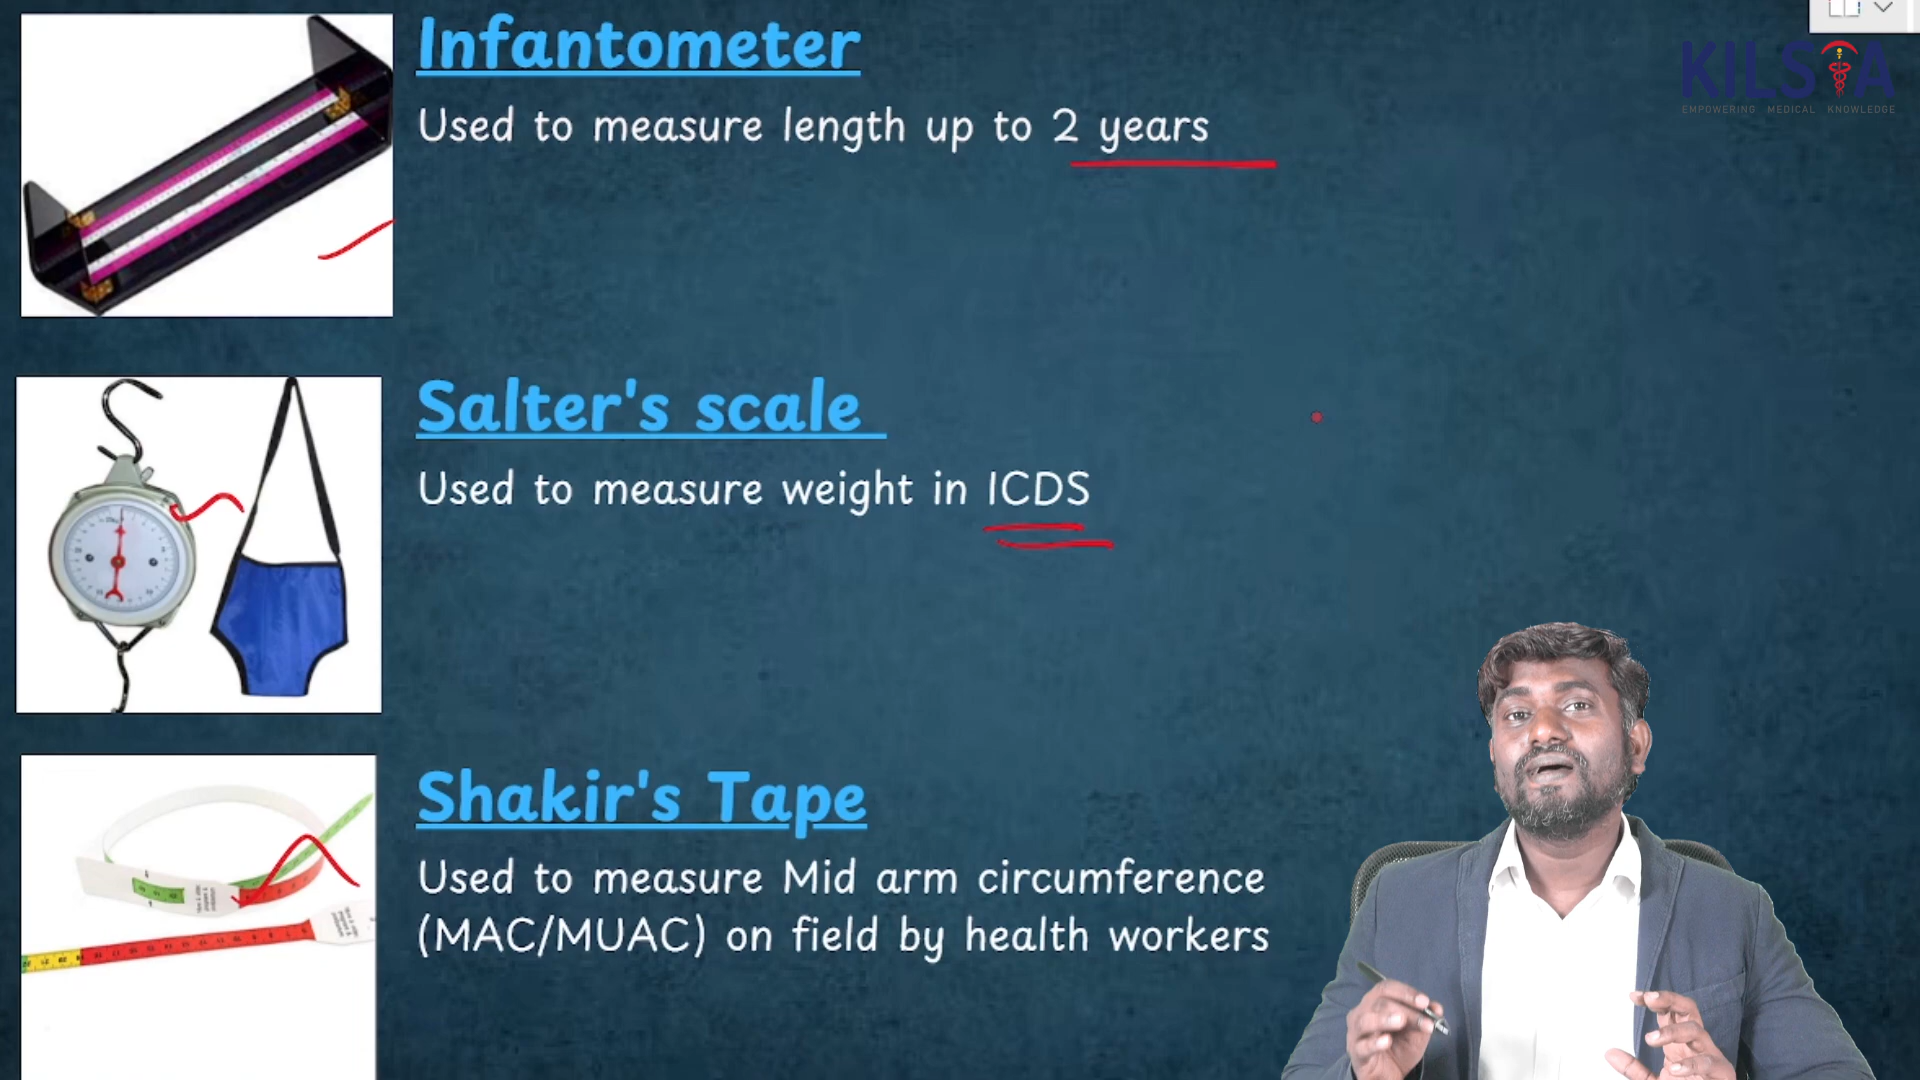 Infantometer
Used to measure length up to 2 years
KILSTA
EMPOWERING MEDICAL KNOWLEDGE
Salter's scale
Used to measure weight in ICDS
Shakir's Tape
Used to measure Mid arm circumference
(MAC/MUAC) on field by health workers